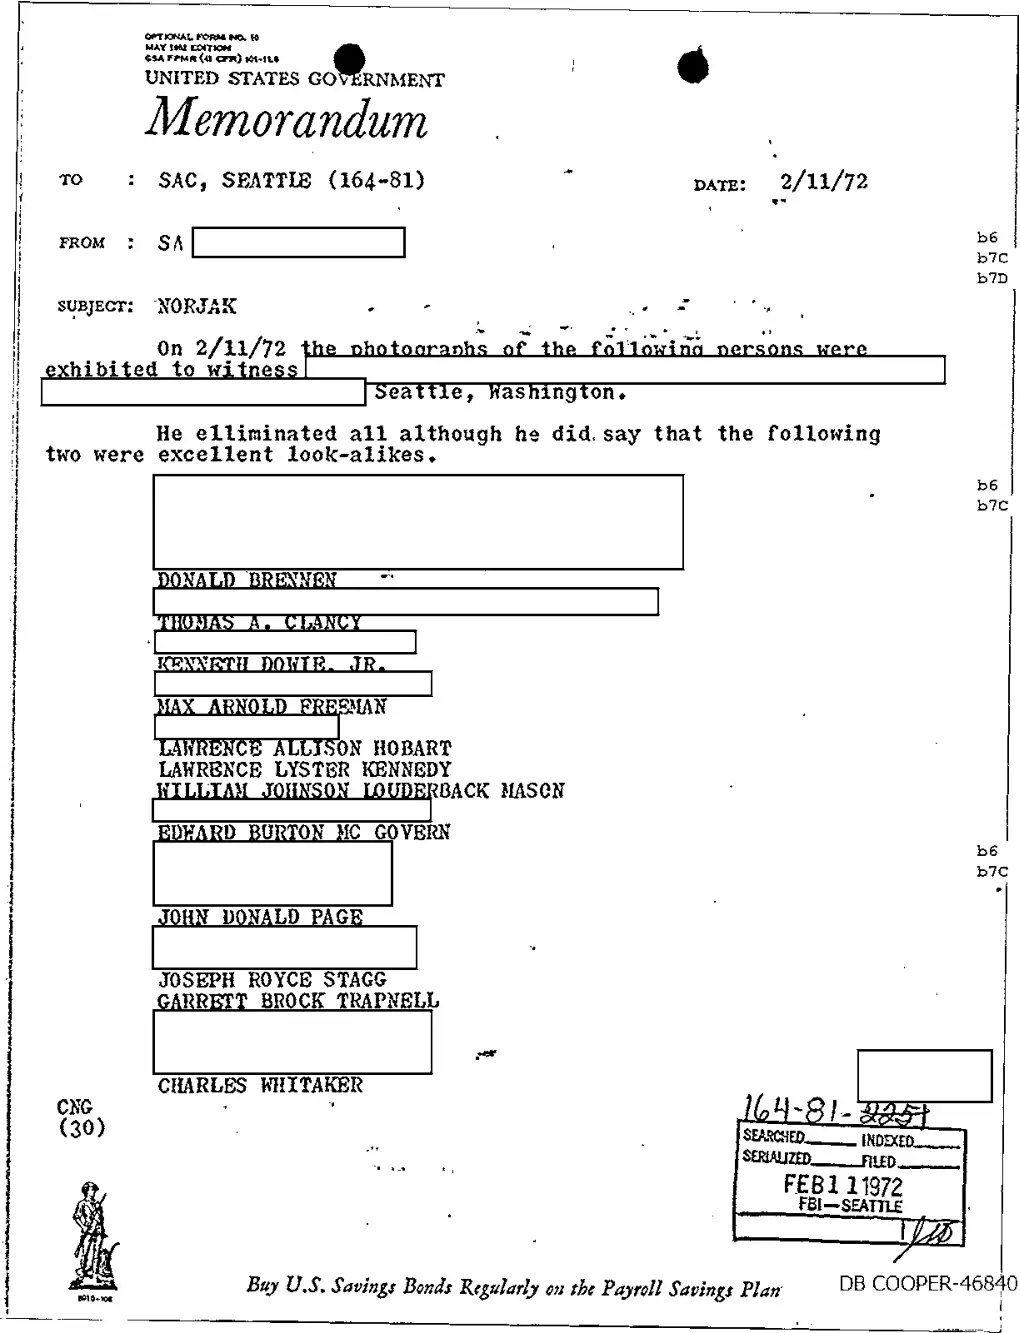 OPTIONAL FORM NO. 10
MAY 1962 EDITION
GSA FPMR (41 CFR) 101-11.6
UNITED STATES GOVERNMENT
Memorandum
TO : SAC, SEATTLE (164-81) DATE: 2/11/72
FROM : SA
b6
b7C
b7D
SUBJECT: NORJAK
On 2/11/72 the photographs of the following persons were
exhibited to witness
Seattle, Washington.
He elliminated all although he did say that the following
two were excellent look-alikes.
b6
b7C
DONALD BRENNEN
THOMAS A. CLANCY
KENNETH DOWIE, JR.
MAX ARNOLD FREEMAN
LAWRENCE ALLISON HOBART
LAWRENCE LYSTER KENNEDY
WILLIAM JOHNSON LOUDERBACK MASON
EDWARD BURTON MC GOVERN
b6
b7C
JOHN DONALD PAGE
JOSEPH ROYCE STAGG
GARRETT BROCK TRAPNELL
CHARLES WHITAKER
CNG
(30)
164-81-2251
SEARCHED INDEXED
SERIALIZED FILED
FEB 11 1972
FBI—SEATTLE
Buy U.S. Savings Bonds Regularly on the Payroll Savings Plan
DB COOPER-46840